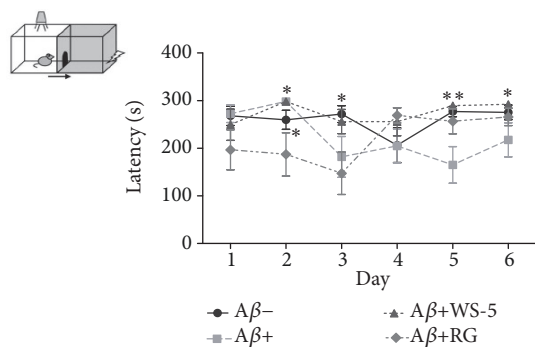 400
300
200
100
0
Latency (s)
* * ** *
*
1 2 3 4 5 6
Day
Aβ−
Aβ+
Aβ+WS-5
Aβ+RG